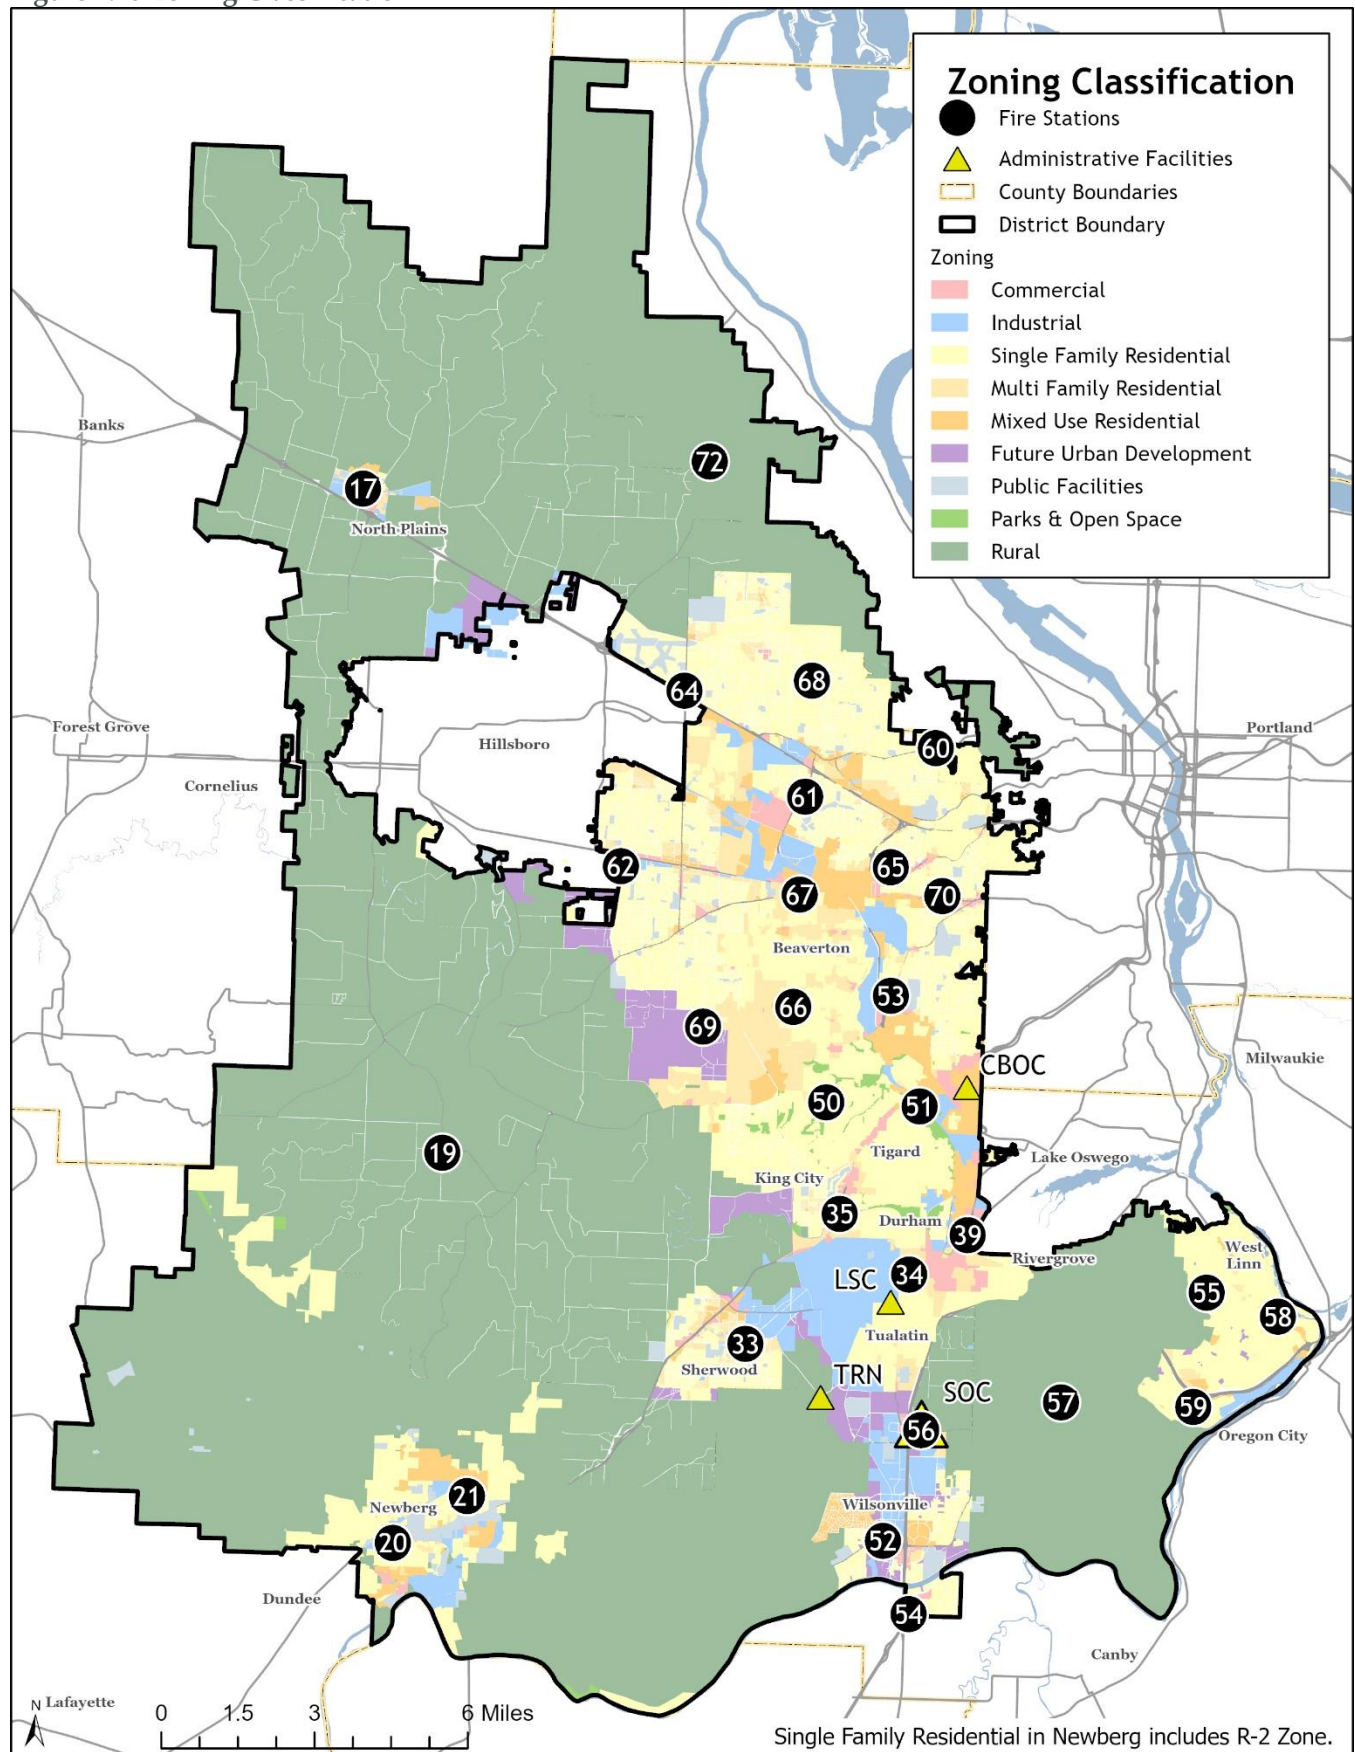 Zoning Classification
Fire Stations
Administrative Facilities
County Boundaries
District Boundary
Zoning
Commercial
Industrial
Single Family Residential
Multi Family Residential
Mixed Use Residential
Future Urban Development
Public Facilities
Parks & Open Space
Rural
Banks
72
17
North Plains
68
64
Forest Grove
Portland
Hillsboro
60
Cornelius
61
62
65
67
70
Beaverton
53
66
69
Milwaukie
CBOC
50
51
19
Tigard
Lake Oswego
King City
35
Durham
39
West
Linn
Rivergrove
LSC
34
55
58
Tualatin
33
Sherwood
TRN
SOC
57
59
56
Oregon City
21
Newberg
Wilsonville
20
52
Dundee
54
Canby
N
Lafayette
0 1.5 3 6 Miles
Single Family Residential in Newberg includes R-2 Zone.